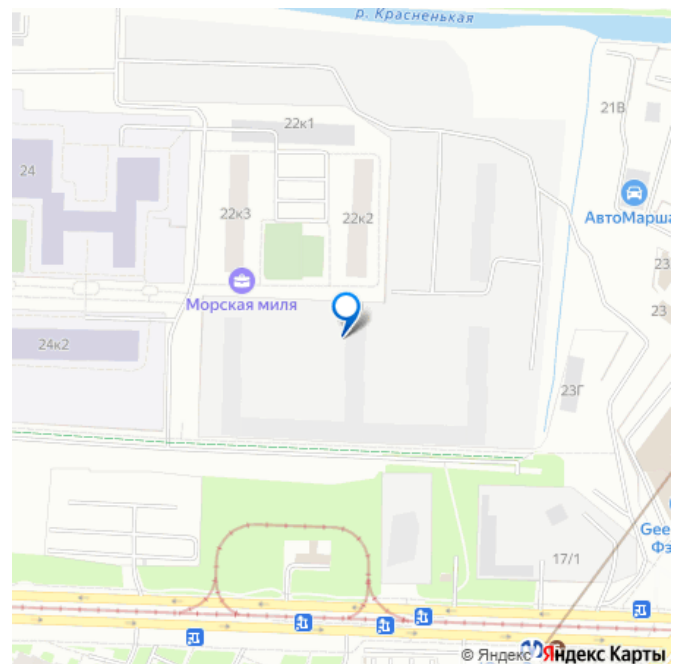 р. Красненькая
21В
22к1
24
22к3
22к2
АвтоМарша
23
Морская миля
23
24к2
23Г
Gee
Фэ
17/1
© Яндекс Яндекс Карты